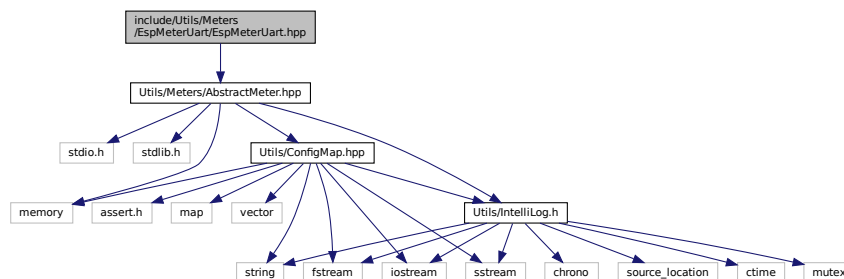 include/Utils/Meters
/EspMeterUart/EspMeterUart.hpp
Utils/Meters/AbstractMeter.hpp
stdio.h
stdlib.h
Utils/ConfigMap.hpp
memory
assert.h
map
vector
Utils/IntelliLog.h
string
fstream
iostream
sstream
chrono
source_location
ctime
mutex